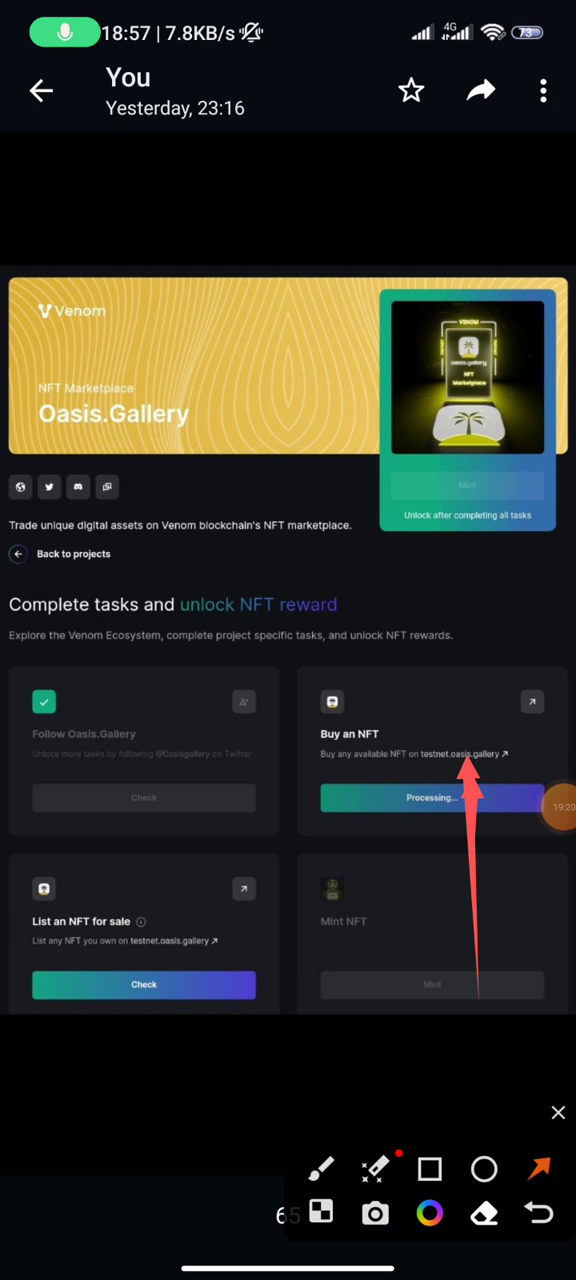 18:57 | 7.8KB/s
4G
73
You
Yesterday, 23:16
Venom
NFT Marketplace
Oasis.Gallery
VENOM
oasis.gallery
NFT
Marketplace
Mint
Unlock after completing all tasks
Trade unique digital assets on Venom blockchain's NFT marketplace.
Back to projects
Complete tasks and unlock NFT reward
Explore the Venom Ecosystem, complete project specific tasks, and unlock NFT rewards.
Follow Oasis.Gallery
Unlock more tasks by following @Oasisgallery on Twitter
Check
Buy an NFT
Buy any available NFT on testnet.oasis.gallery
Processing...
19:20
List an NFT for sale
List any NFT you own on testnet.oasis.gallery
Check
Mint NFT
Mint
65